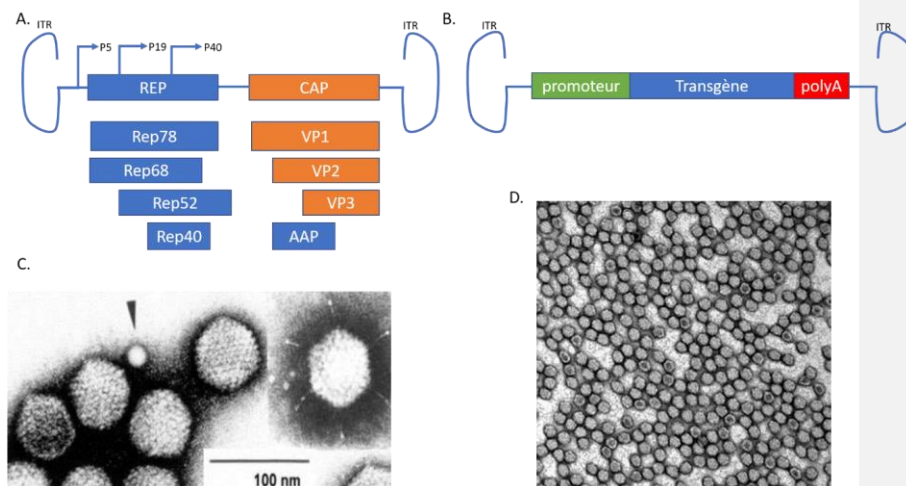 A.
ITR
P5
P19
P40
ITR
REP
CAP
Rep78
VP1
Rep68
VP2
Rep52
VP3
Rep40
AAP
B.
ITR
ITR
promoteur
Transgène
polyA
C.
100 nm
D.